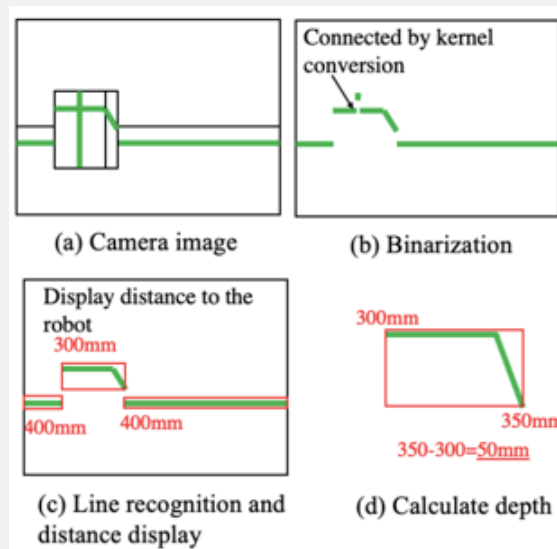 Connected by kernel
conversion
(a) Camera image
(b) Binarization
Display distance to the
robot
300mm
400mm
400mm
(c) Line recognition and
distance display
300mm
350mm
350-300=50mm
(d) Calculate depth